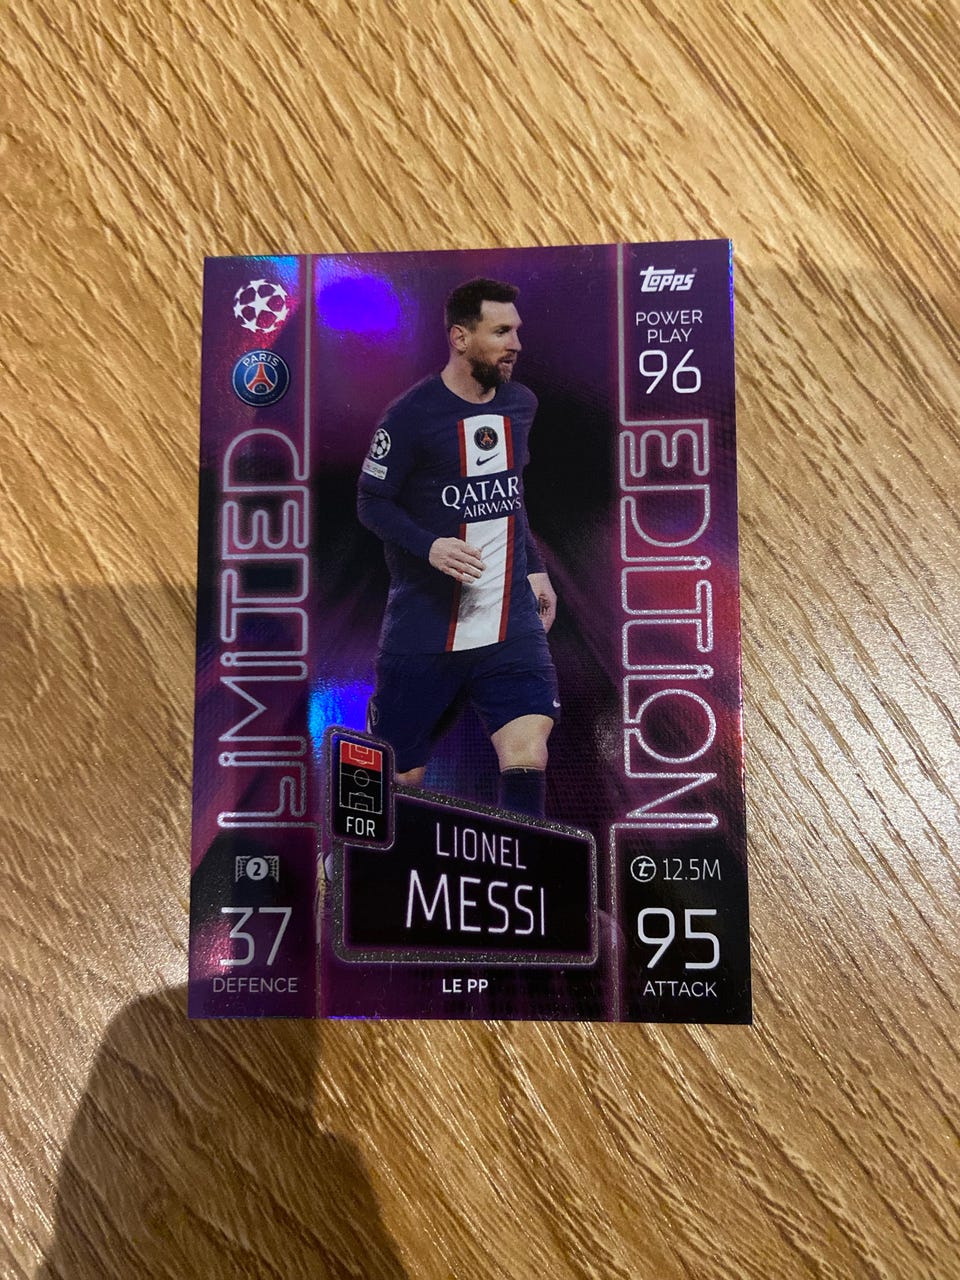 PARIS
TOPPS
POWER
PLAY
96
LIMITED
EDITION
QATAR
AIRWAYS
FOR
LIONEL
MESSI
2
37
DEFENCE
LE PP
t 12.5M
95
ATTACK